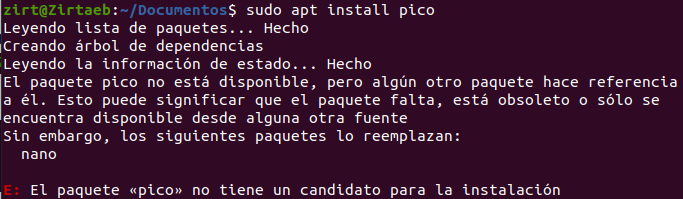 zirt@Zirtaeb:~/Documentos$ sudo apt install pico
Leyendo lista de paquetes... Hecho
Creando árbol de dependencias
Leyendo la información de estado... Hecho
El paquete pico no está disponible, pero algún otro paquete hace referencia
a él. Esto puede significar que el paquete falta, está obsoleto o sólo se
encuentra disponible desde alguna otra fuente
Sin embargo, los siguientes paquetes lo reemplazan:
  nano
E: El paquete «pico» no tiene un candidato para la instalación